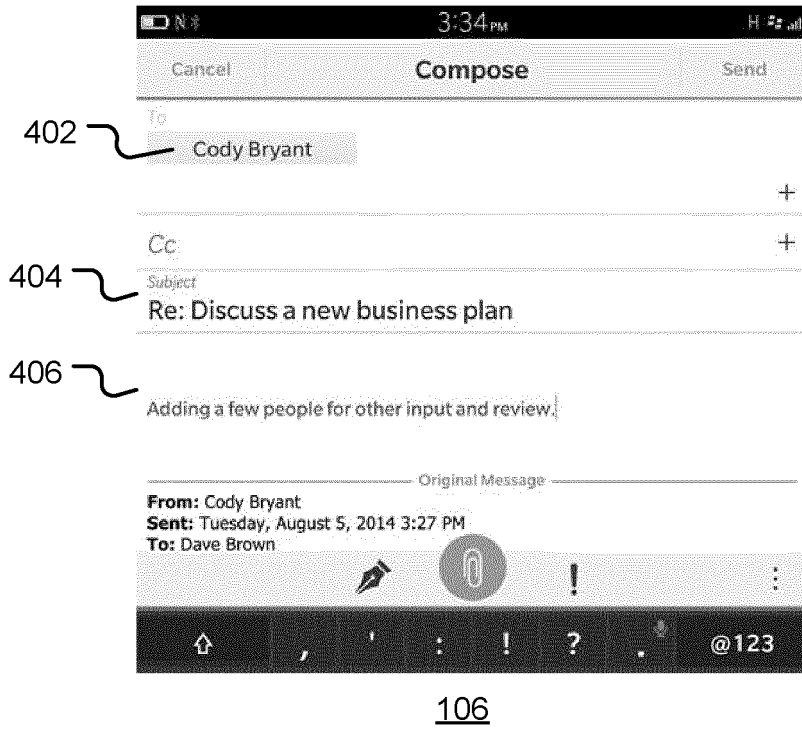 3:34 PM
H
Cancel Compose Send
To
402
Cody Bryant
+
Cc +
404
Subject
Re: Discuss a new business plan
406
Adding a few people for other input and review.
Original Message
From: Cody Bryant
Sent: Tuesday, August 5, 2014 3:27 PM
To: Dave Brown
!
, ' : ! ? . @123
106